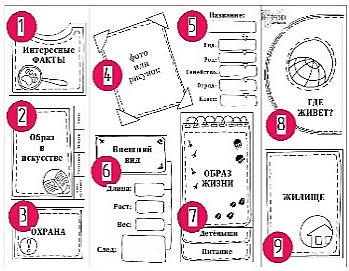 1
Интересные
ФАКТЫ
2
Образ
в
искусстве
3
ОХРАНА
4
фото
или
рисунок
5
Название:
Вид:
Род:
Семейство:
Класс:
6
Внешний
вид
Длина:
Рост:
Вес:
След:
7
ОБРАЗ
ЖИЗНИ
Детёныши
Питание
8
ГДЕ
ЖИВЕТ?
9
ЖИЛИЩЕ